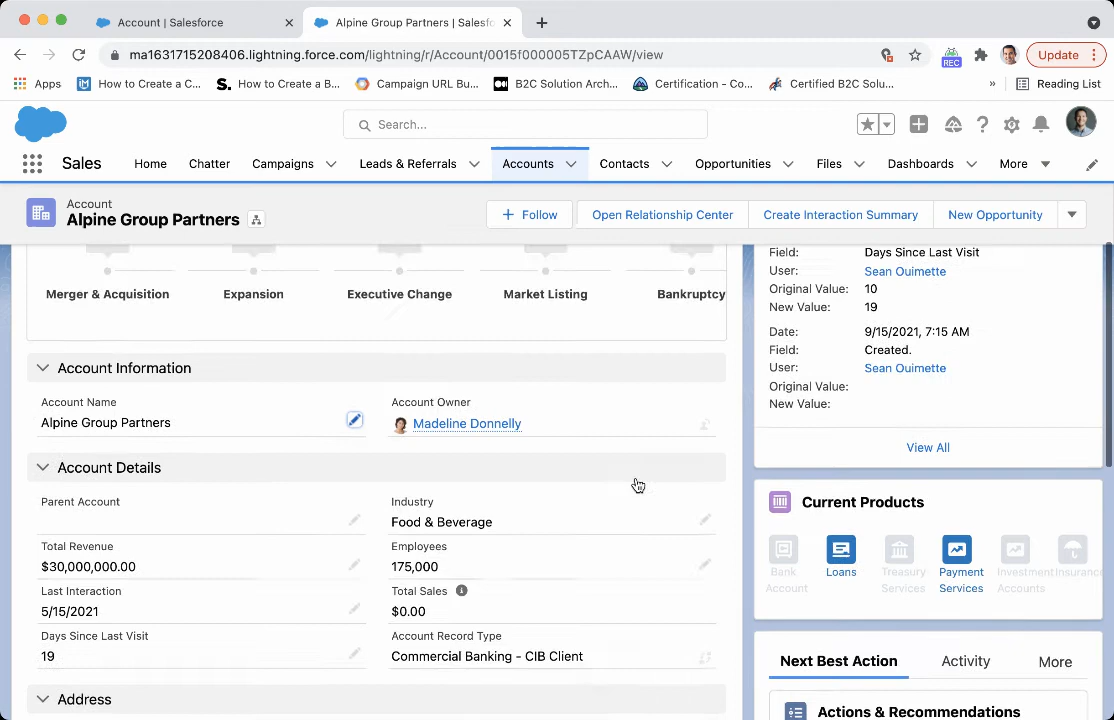 Account | Salesforce
Alpine Group Partners | Salesfo
ma1631715208406.lightning.force.com/lightning/r/Account/0015f000005TZpCAAW/view
REC
Update
Apps
How to Create a C...
How to Create a B...
Campaign URL Bu...
B2C Solution Arch...
Certification - Co...
Certified B2C Solu...
»
Reading List
Search...
Sales
Home
Chatter
Campaigns
Leads & Referrals
Accounts
Contacts
Opportunities
Files
Dashboards
More
Account
Alpine Group Partners
+ Follow
Open Relationship Center
Create Interaction Summary
New Opportunity
Merger & Acquisition
Expansion
Executive Change
Market Listing
Bankruptcy
Account Information
Account Name
Alpine Group Partners
Account Owner
Madeline Donnelly
Account Details
Parent Account
Industry
Food & Beverage
Total Revenue
$30,000,000.00
Employees
175,000
Last Interaction
5/15/2021
Total Sales
$0.00
Days Since Last Visit
19
Account Record Type
Commercial Banking - CIB Client
Address
Field: Days Since Last Visit
User: Sean Ouimette
Original Value: 10
New Value: 19
Date: 9/15/2021, 7:15 AM
Field: Created.
User: Sean Ouimette
Original Value:
New Value:
View All
Current Products
Bank Account
Loans
Treasury Services
Payment Services
Investment Accounts
Insurance
Next Best Action
Activity
More
Actions & Recommendations